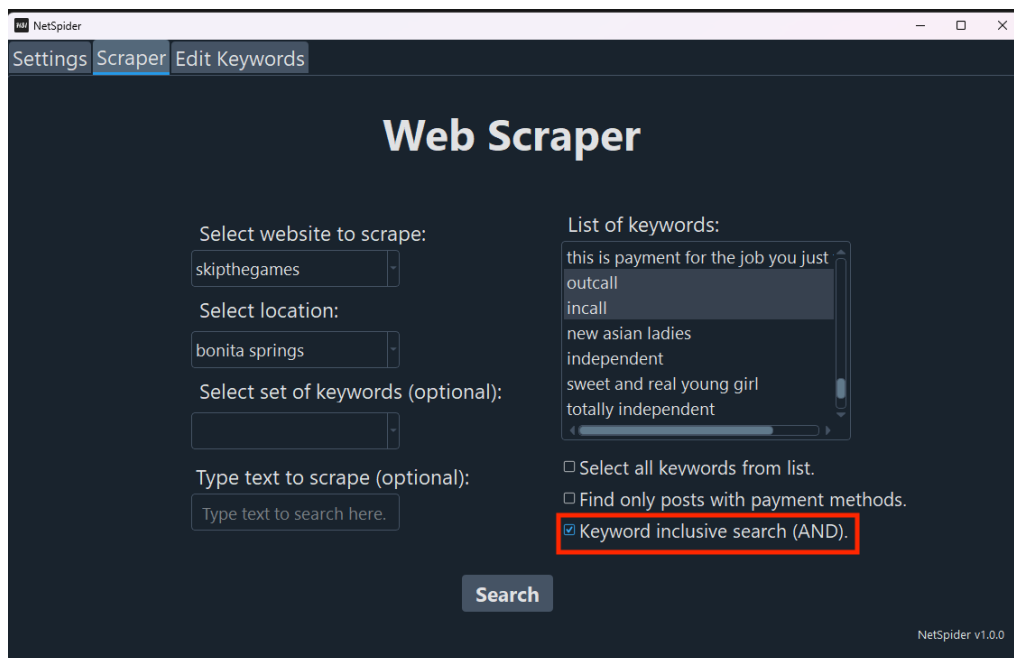 NetSpider
Settings Scraper Edit Keywords
Web Scraper
Select website to scrape:
skipthegames
Select location:
bonita springs
Select set of keywords (optional):
Type text to scrape (optional):
Type text to search here.
List of keywords:
this is payment for the job you just
outcall
incall
new asian ladies
independent
sweet and real young girl
totally independent
Select all keywords from list.
Find only posts with payment methods.
Keyword inclusive search (AND).
Search
NetSpider v1.0.0